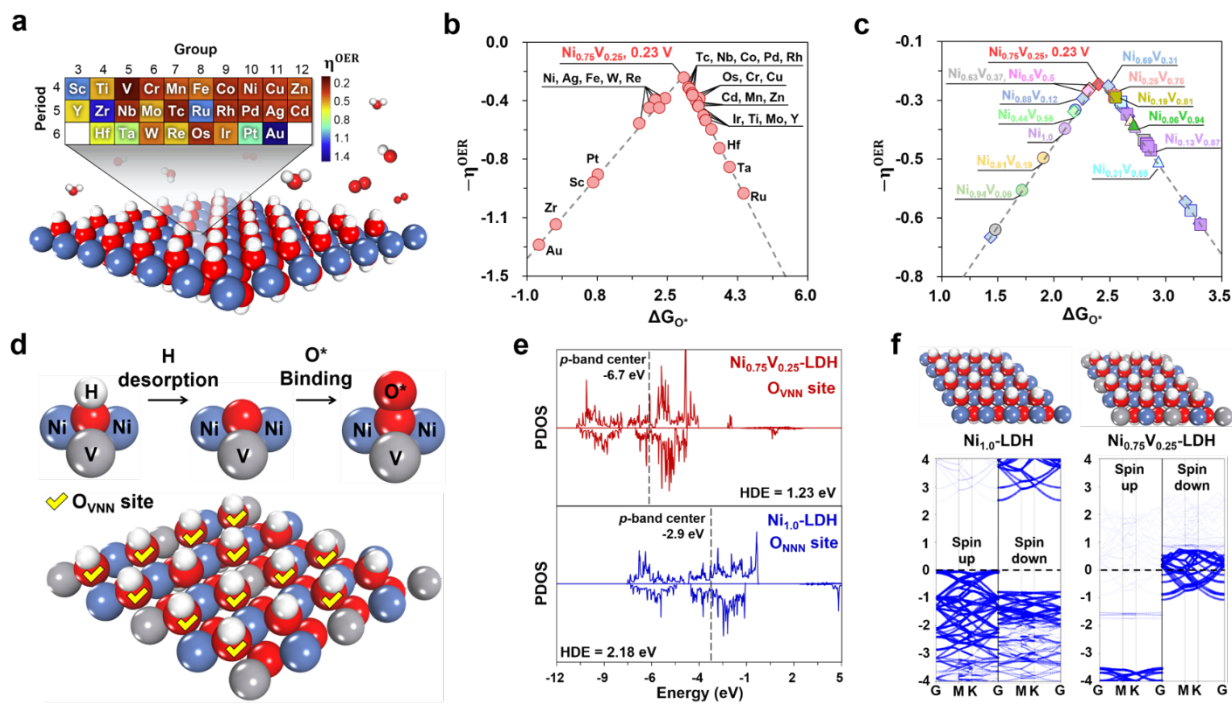 a
Group
3 4 5 6 7 8 9 10 11 12
η^OER
Period
4 Sc Ti V Cr Mn Fe Co Ni Cu Zn
5 Y Zr Nb Mo Tc Ru Rh Pd Ag Cd
6 Hf Ta W Re Os Ir Pt Au
0.2
0.6
1.0
1.4
b
−η^OER
0.0
-0.4
-0.8
-1.1
-1.5
Ni0.75V0.25, 0.23 V
Tc, Nb, Co, Pd, Rh
Ni, Ag, Fe, W, Re
Os, Cr, Cu
Cd, Mn, Zn
Ir, Ti, Mo, Y
Hf
Pt
Ta
Sc
Ru
Zr
Au
-1.0 0.8 2.5 4.3 6.0
ΔG_O*
c
−η^OER
-0.1
-0.3
-0.5
-0.6
-0.8
Ni0.75V0.25, 0.23 V
Ni0.69V0.31
Ni0.63V0.37,
Ni0.5V0.5
Ni0.25V0.75
Ni0.88V0.12
Ni0.19V0.81
Ni0.44V0.56
Ni0.06V0.94
Ni1.0
Ni0.13V0.87
Ni0.81V0.19
Ni0.31V0.69
Ni0.94V0.06
1.0 1.5 2.0 2.5 3.0 3.5
ΔG_O*
d
H
desorption
O*
Binding
H
Ni Ni
V
Ni Ni
V
O*
Ni Ni
V
O_VNN site
e
PDOS
p-band center
-6.7 eV
Ni0.75V0.25-LDH
O_VNN site
HDE = 1.23 eV
PDOS
p-band center
-2.9 eV
Ni1.0-LDH
O_NNN site
HDE = 2.18 eV
-12 -9 -6 -4 -1 2 5
Energy (eV)
f
Ni1.0-LDH
Ni0.75V0.25-LDH
4
3
2
1
0
-1
-2
-3
-4
Spin
up
Spin
down
G M K G M K G
4
3
2
1
0
-1
-2
-3
-4
Spin
up
Spin
down
G M K G M K G